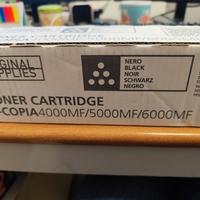 GINAL
PPLIES
NERO
BLACK
NOIR
SCHWARZ
NEGRO
ONER CARTRIDGE
-COPIA4000MF/5000MF/6000MF